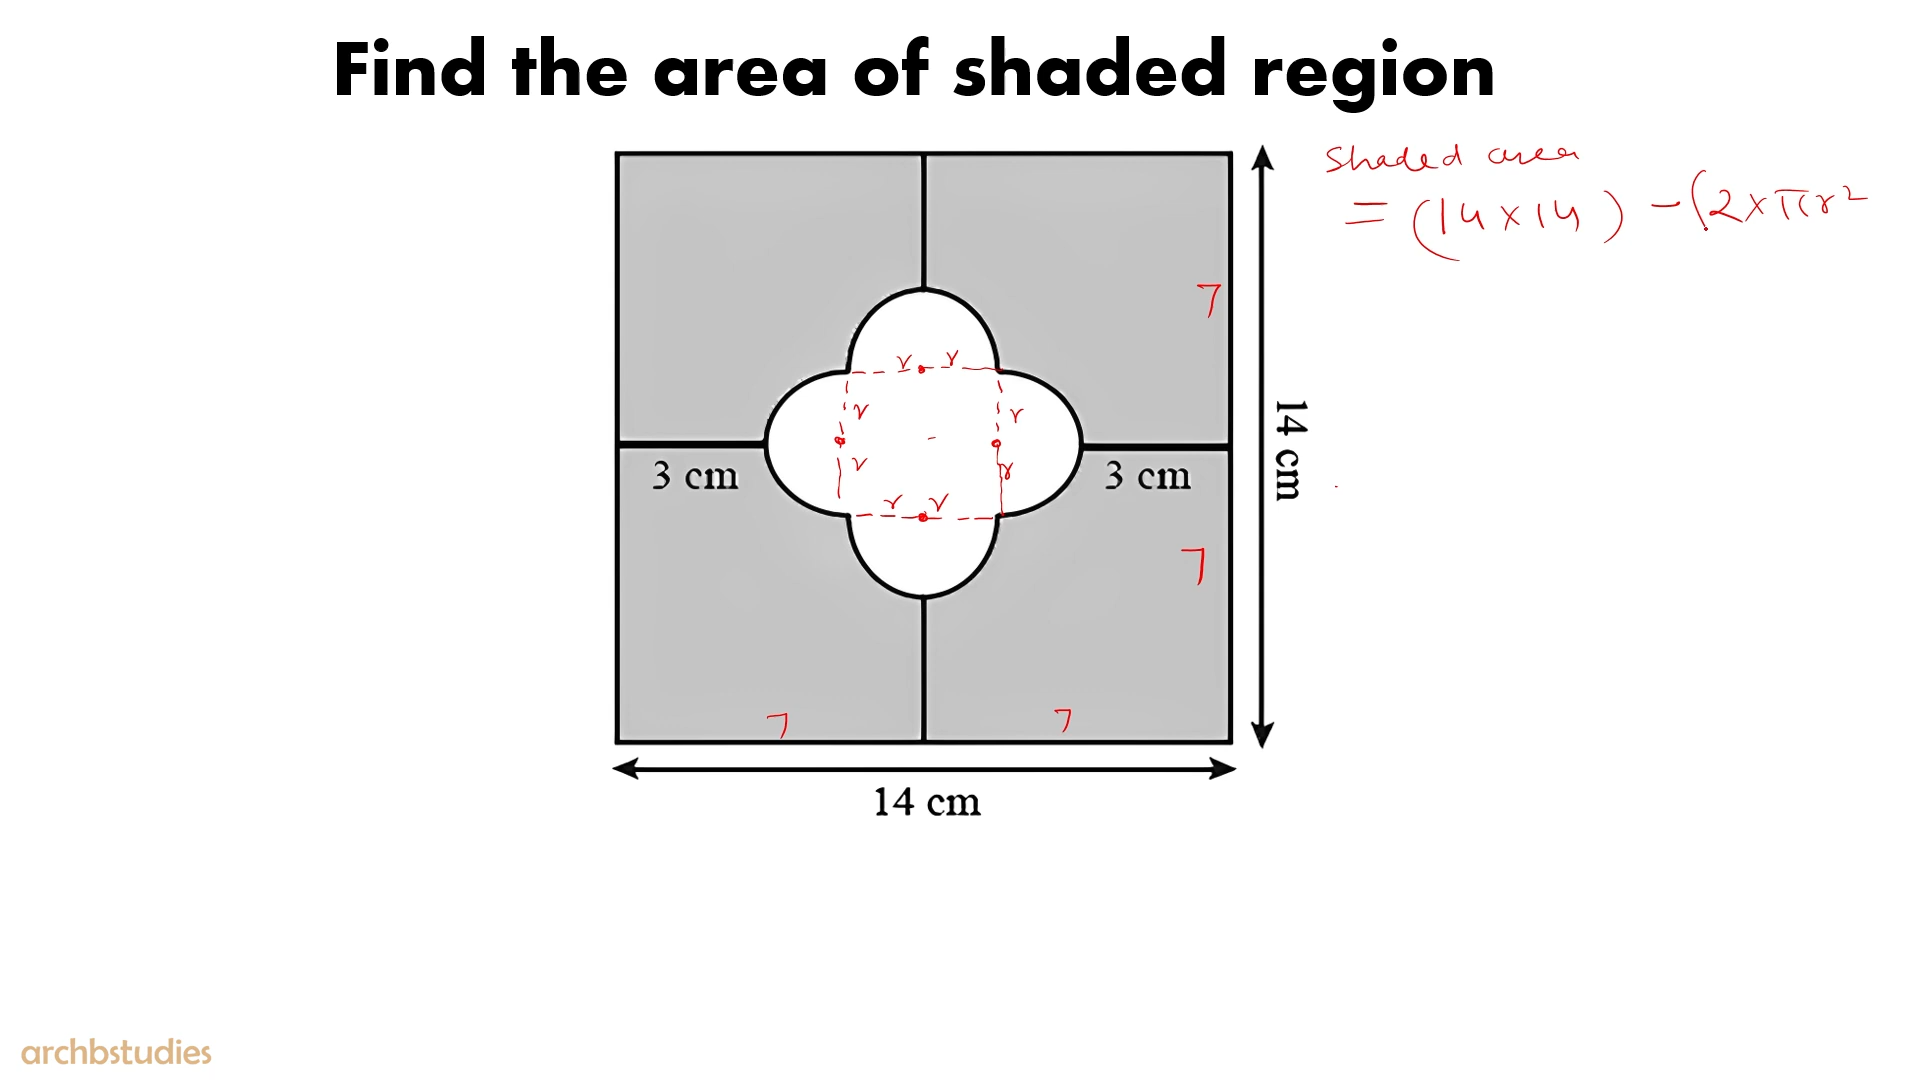 Find the area of shaded region
Shaded area
= (14 x 14) - (2 x πr²
7
r r
r r
3 cm 3 cm
14 cm
r r
r r
7
7 7
14 cm
archbstudies